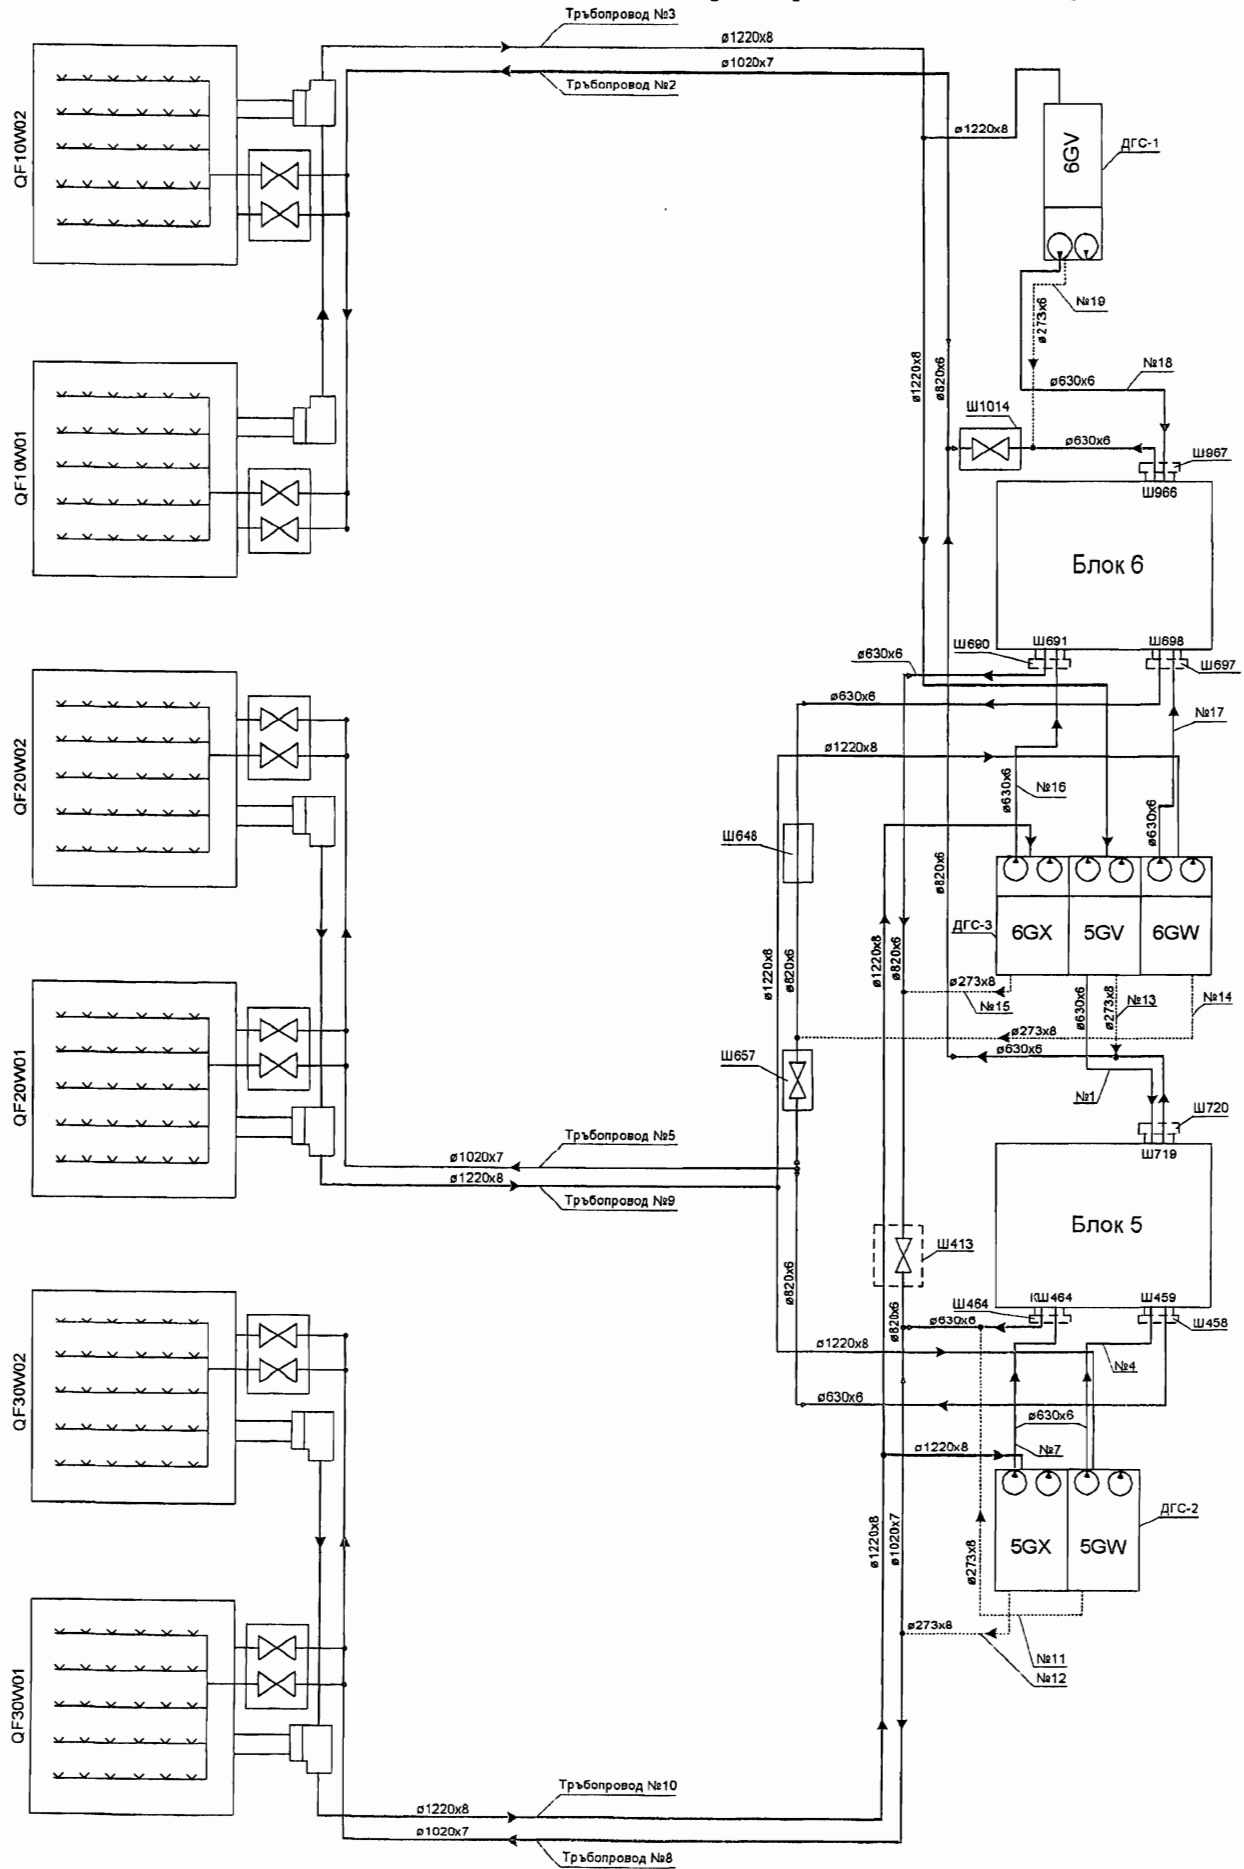 Тръбопровод №3
ø1220x8
ø1020x7
Тръбопровод №2
QF10W02
ø1220x8
6GV
ДГС-1
№19
ø273x6
№18
ø630x6
ø1220x8
ø820x6
Ш1014
ø630x6
Ш967
Ш966
QF10W01
Блок 6
Ш690
Ш691
Ш698
Ш697
ø630x6
ø630x6
№17
ø1220x8
QF20W02
ø630x6
№16
ø630x6
Ш648
ø820x6
ДГС-3
6GX
5GV
6GW
ø1220x8
ø820x6
ø1220x8
ø820x6
ø273x8
№15
ø630x6
ø273x8
№13
№14
ø273x8
ø630x6
Ш657
№1
QF20W01
Ш720
Ш719
Тръбопровод №5
ø1020x7
ø1220x8
Тръбопровод №9
Блок 5
Ш413
ø820x6
Ш464
КШ464
Ш459
Ш458
ø820x6
ø630x6
ø1220x8
№4
QF30W02
ø630x6
ø630x6
ø1220x8
№7
ДГС-2
5GX
5GW
ø1220x8
ø1020x7
ø273x8
ø273x8
№11
№12
QF30W01
Тръбопровод №10
ø1220x8
ø1020x7
Тръбопровод №8